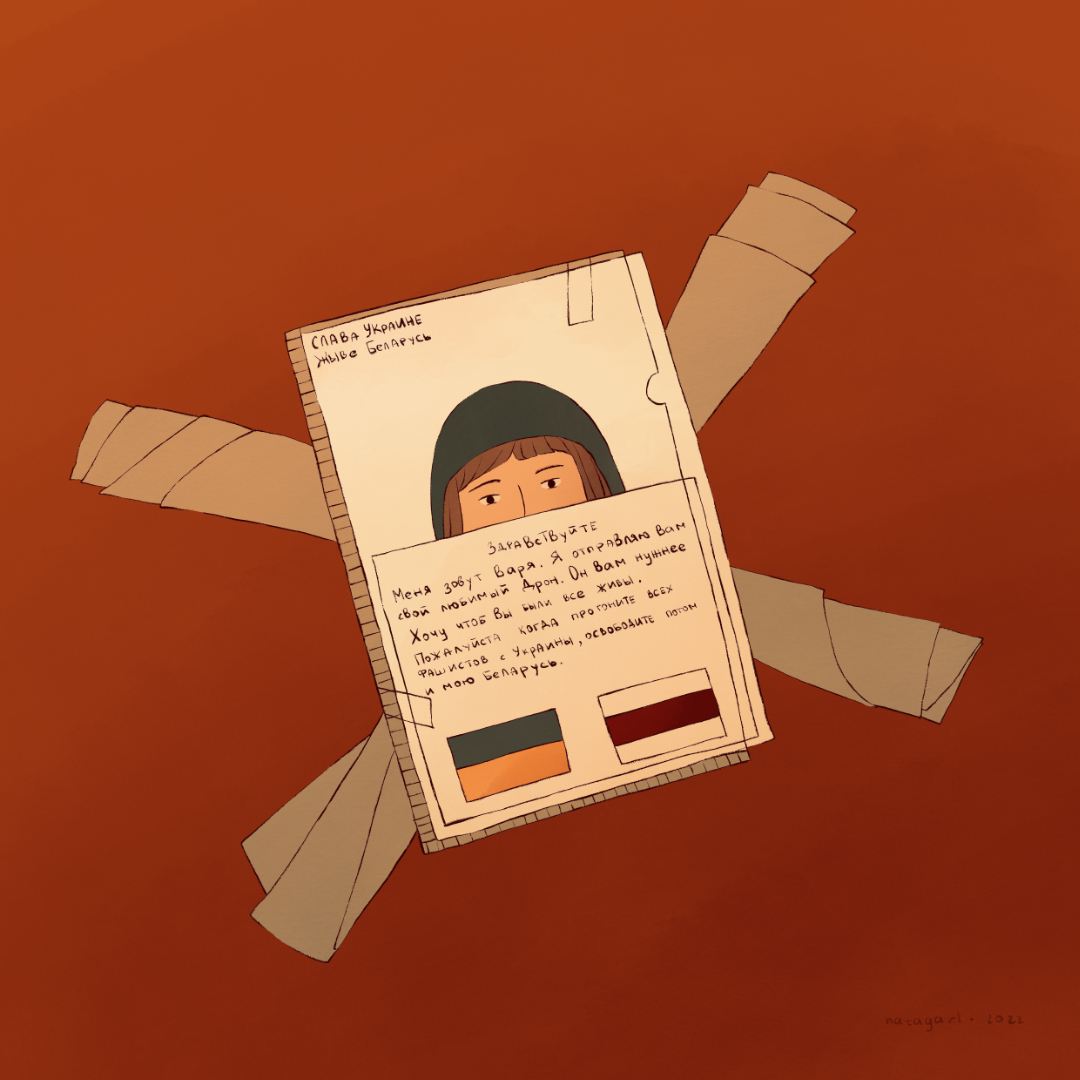 СЛАВА УКРАИНЕ
ЖЫВе БеЛАРУСЬ
ЗДРАВСТВУЙТЕ
Меня зовут Варя. Я отпраВляю Вам
свой любимый Дрон. Он Вам нужнее
Хочу чтоб Вы были все живы.
ПОЖАЛУЙСТА КОГДА ПРОГОНИТЕ ВСЕХ
ФАШИСТОВ с УКРАИНЫ, ОСВОБОДИТЕ ПОТОМ
и мою БЕЛАРУСЬ.
2022